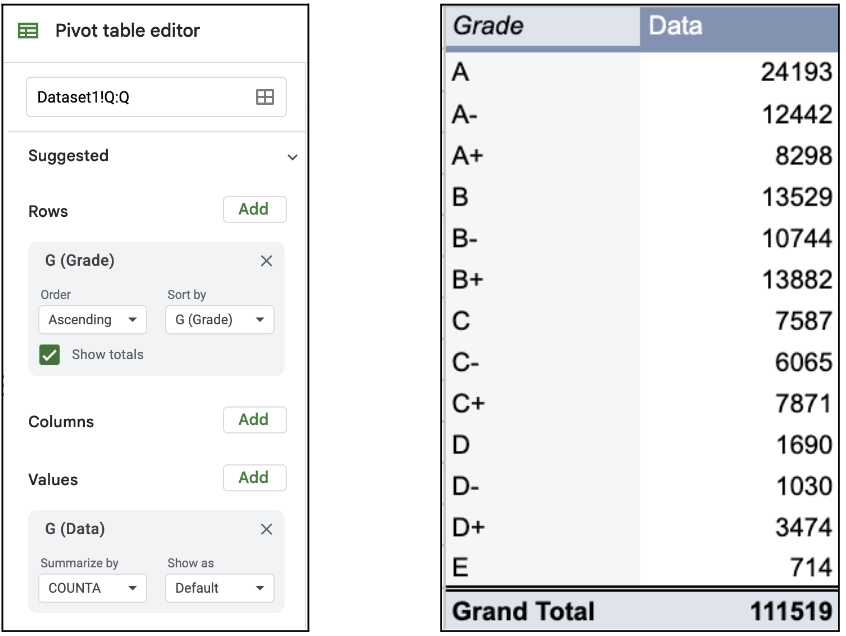 Pivot table editor
Dataset1!Q:Q
Suggested
Rows Add
G (Grade)
Order Sort by
Ascending G (Grade)
Show totals
Columns Add
Values Add
G (Data)
Summarize by Show as
COUNTA Default
Grade Data
A 24193
A- 12442
A+ 8298
B 13529
B- 10744
B+ 13882
C 7587
C- 6065
C+ 7871
D 1690
D- 1030
D+ 3474
E 714
Grand Total 111519